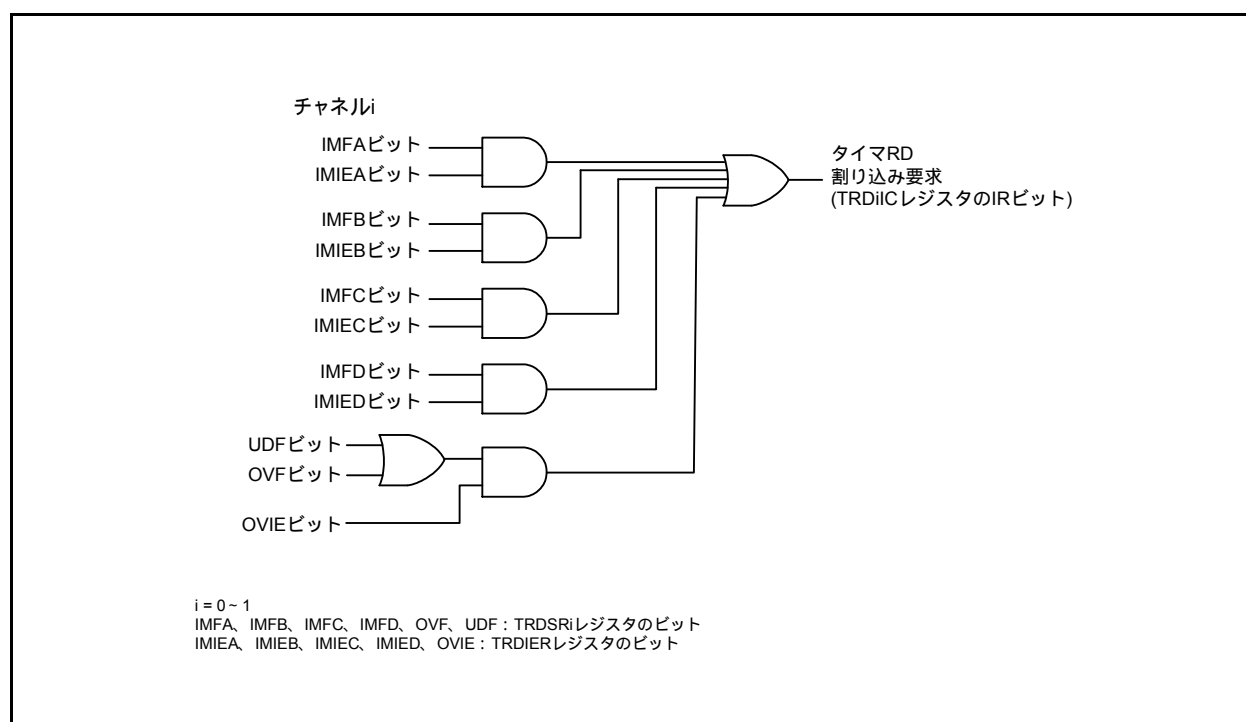 チャネルi
IMFAビット
IMIEAビット
IMFBビット
IMIEBビット
IMFCビット
IMIECビット
IMFDビット
IMIEDビット
UDFビット
OVFビット
OVIEビット
タイマRD
割り込み要求
(TRDiICレジスタのIRビット)
i = 0 ~ 1
IMFA、IMFB、IMFC、IMFD、OVF、UDF : TRDSRiレジスタのビット
IMIEA、IMIEB、IMIEC、IMIED、OVIE : TRDIERレジスタのビット